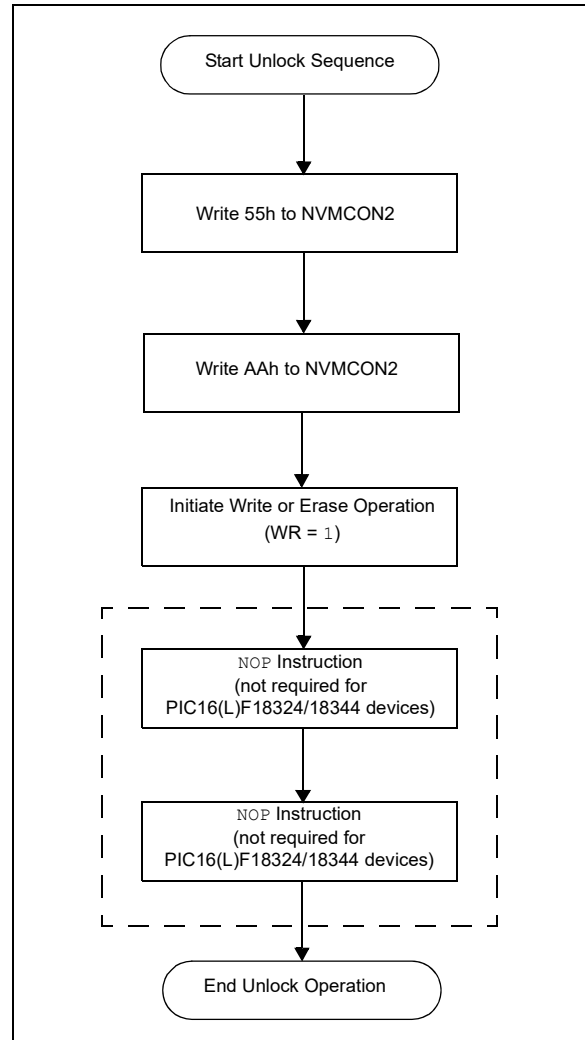 Start Unlock Sequence
Write 55h to NVMCON2
Write AAh to NVMCON2
Initiate Write or Erase Operation
(WR = 1)
NOP Instruction
(not required for
PIC16(L)F18324/18344 devices)
NOP Instruction
(not required for
PIC16(L)F18324/18344 devices)
End Unlock Operation